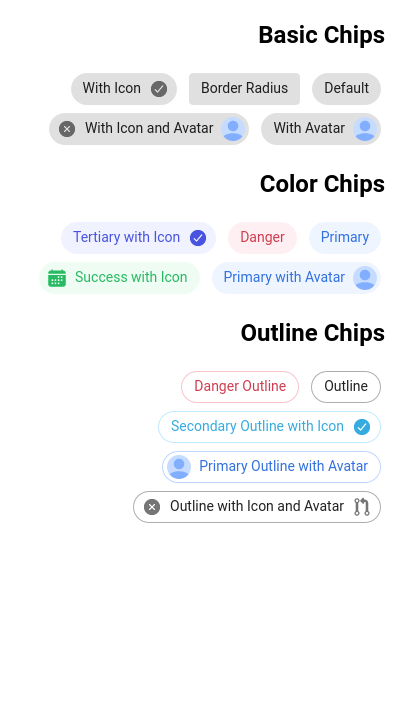 Basic Chips
With Icon
Border Radius
Default
With Icon and Avatar
With Avatar
Color Chips
Tertiary with Icon
Danger
Primary
Success with Icon
Primary with Avatar
Outline Chips
Danger Outline
Outline
Secondary Outline with Icon
Primary Outline with Avatar
Outline with Icon and Avatar